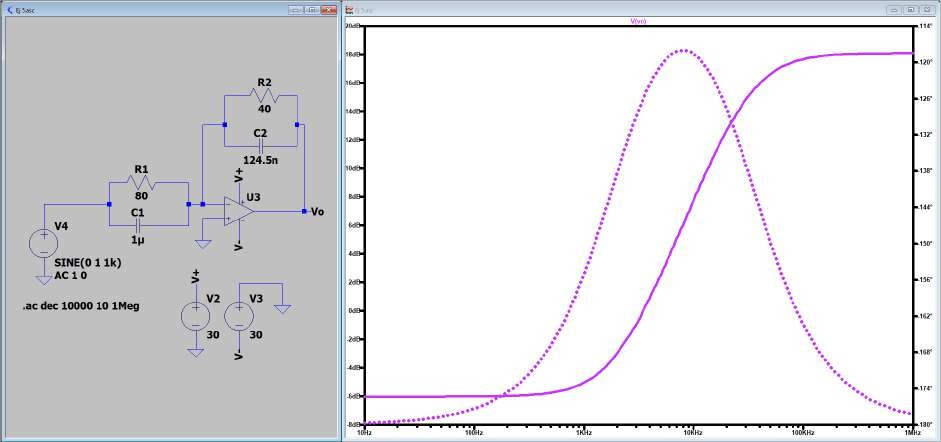 Ej 5asc
R2
40
C2
124.5n
V+
U3
R1
80
C1
1µ
Vo
V-
V4
SINE(0 1 1k)
AC 1 0
.ac dec 10000 10 1Meg
V+
V2
30
V3
30
V-
Ej 5asc
V(vo)
20dB
18dB
16dB
14dB
12dB
10dB
8dB
6dB
4dB
2dB
0dB
-2dB
-4dB
-6dB
-8dB
114°
120°
126°
132°
138°
144°
150°
156°
162°
168°
174°
180°
10Hz
100Hz
1KHz
10KHz
100KHz
1MHz